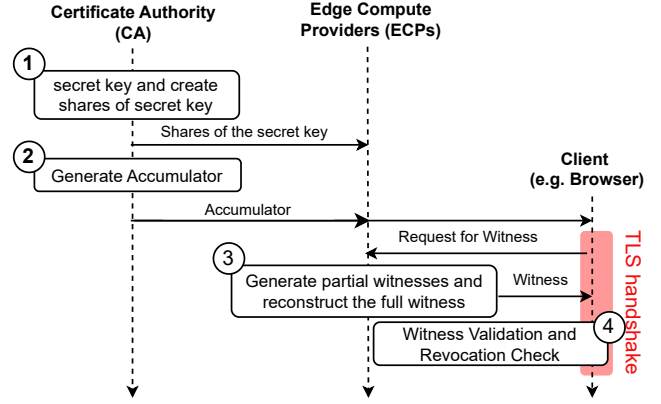 Certificate Authority
(CA)
Edge Compute
Providers (ECPs)
1
secret key and create
shares of secret key
Shares of the secret key
2
Generate Accumulator
Client
(e.g. Browser)
Accumulator
Request for Witness
3
Generate partial witnesses and
reconstruct the full witness
Witness
TLS handshake
4
Witness Validation and
Revocation Check